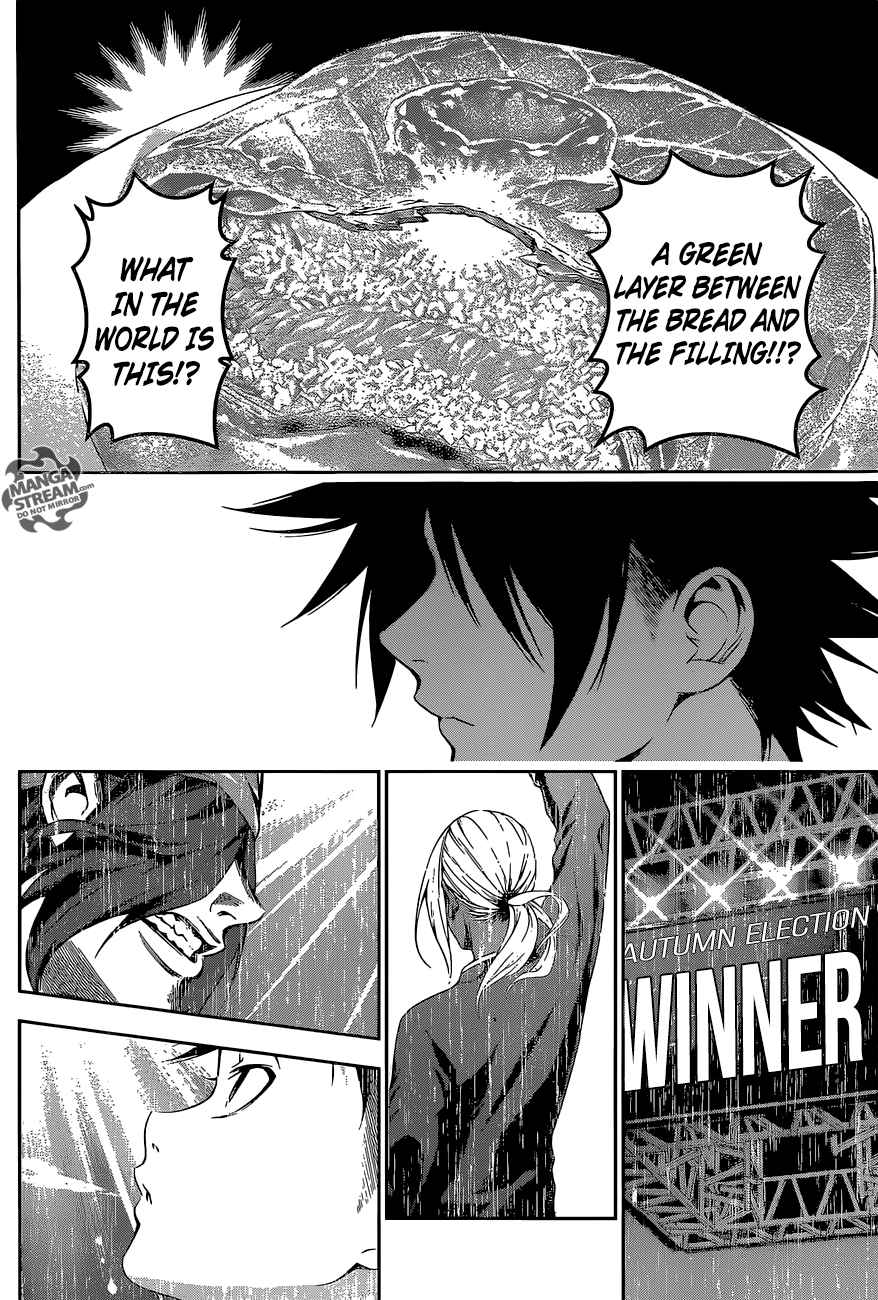 A GREEN
LAYER BETWEEN
THE BREAD AND
THE FILLING!!?
WHAT
IN THE
WORLD IS
THIS!?
MANGA
STREAM.com
DO NOT MIRROR
AUTUMN ELECTION
WINNER